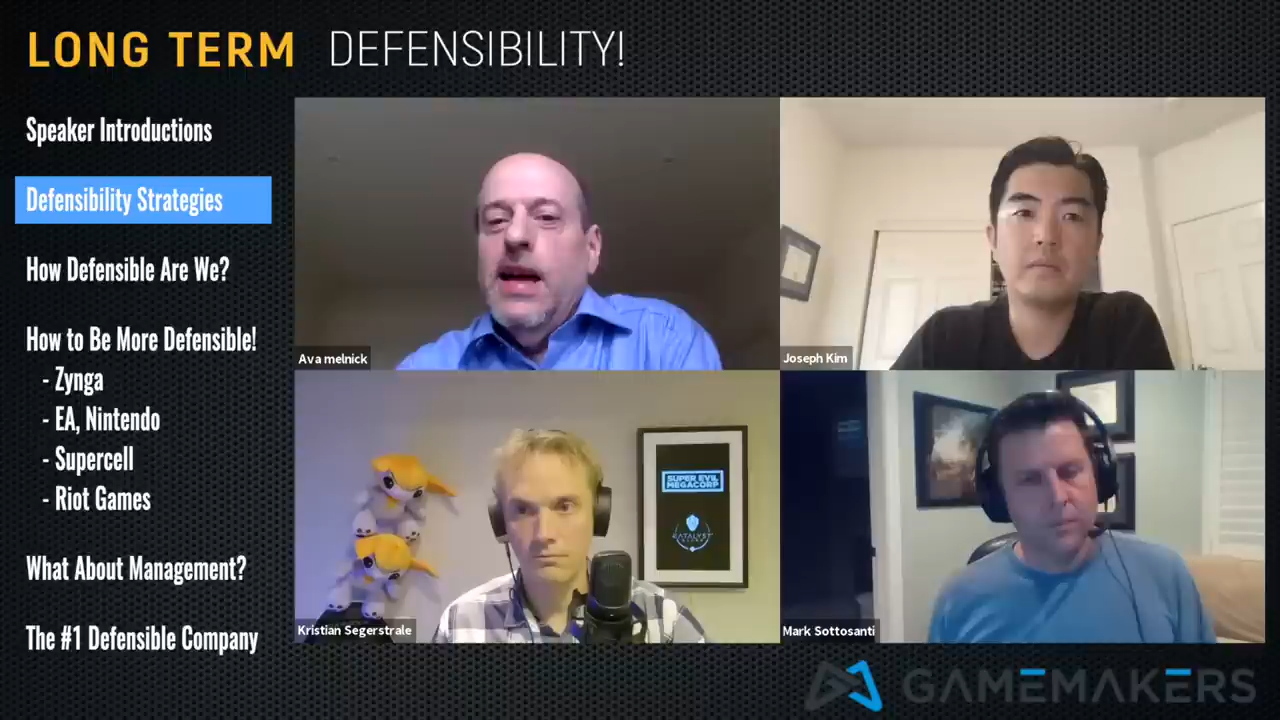 LONG TERM DEFENSIBILITY!
Speaker Introductions
Defensibility Strategies
How Defensible Are We?
How to Be More Defensible!
- Zynga
- EA, Nintendo
- Supercell
- Riot Games
What About Management?
The #1 Defensible Company
Ava melnick
Joseph Kim
SUPER EVIL
MEGACORP
CATALYST
Kristian Segerstrale
Mark Sottosanti
GAMEMAKERS